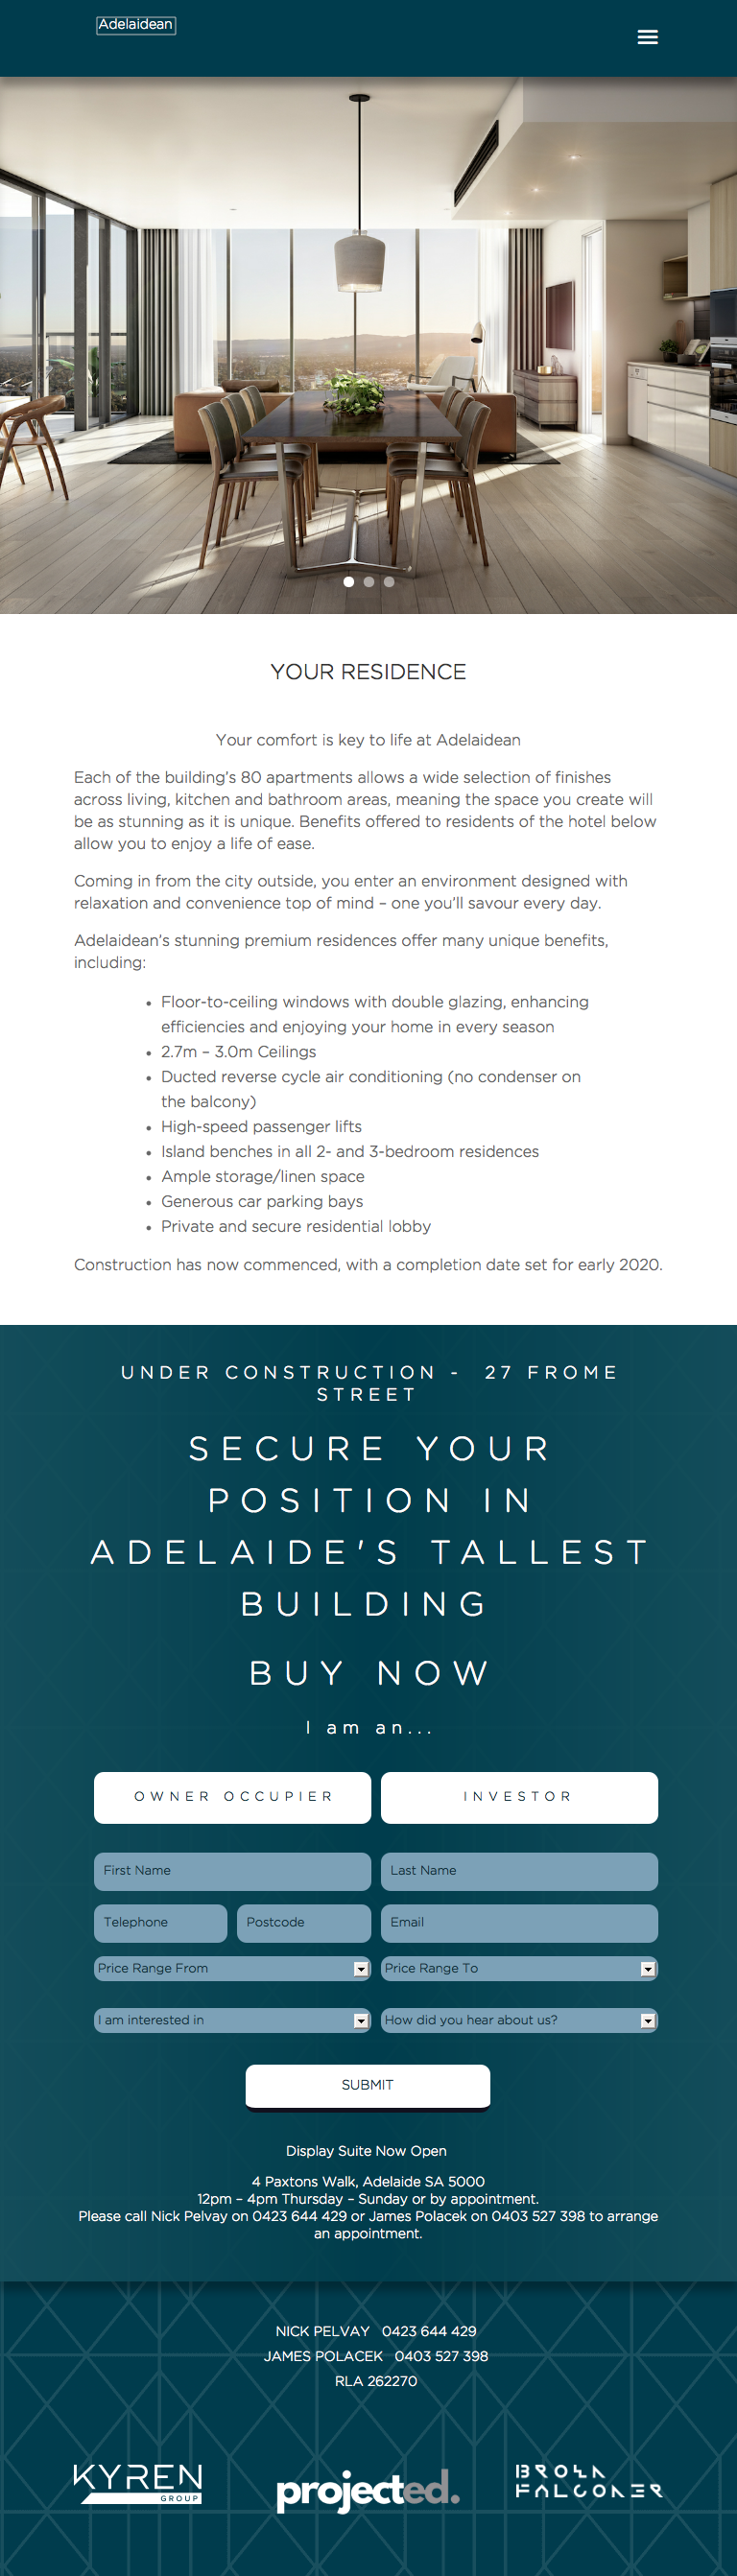 Adelaidean
YOUR RESIDENCE
Your comfort is key to life at Adelaidean
Each of the building's 80 apartments allows a wide selection of finishes
across living, kitchen and bathroom areas, meaning the space you create will
be as stunning as it is unique. Benefits offered to residents of the hotel below
allow you to enjoy a life of ease.
Coming in from the city outside, you enter an environment designed with
relaxation and convenience top of mind – one you'll savour every day.
Adelaidean's stunning premium residences offer many unique benefits,
including:
• Floor-to-ceiling windows with double glazing, enhancing
efficiencies and enjoying your home in every season
• 2.7m – 3.0m Ceilings
• Ducted reverse cycle air conditioning (no condenser on
the balcony)
• High-speed passenger lifts
• Island benches in all 2- and 3-bedroom residences
• Ample storage/linen space
• Generous car parking bays
• Private and secure residential lobby
Construction has now commenced, with a completion date set for early 2020.
UNDER CONSTRUCTION - 27 FROME
STREET
SECURE YOUR
POSITION IN
ADELAIDE'S TALLEST
BUILDING
BUY NOW
I am an...
OWNER OCCUPIER INVESTOR
First Name Last Name
Telephone Postcode Email
Price Range From Price Range To
I am interested in How did you hear about us?
SUBMIT
Display Suite Now Open
4 Paxtons Walk, Adelaide SA 5000
12pm – 4pm Thursday – Sunday or by appointment.
Please call Nick Pelvay on 0423 644 429 or James Polacek on 0403 527 398 to arrange
an appointment.
NICK PELVAY 0423 644 429
JAMES POLACEK 0403 527 398
RLA 262270
KYREN
GROUP
projected.
BROCK
FALCONER